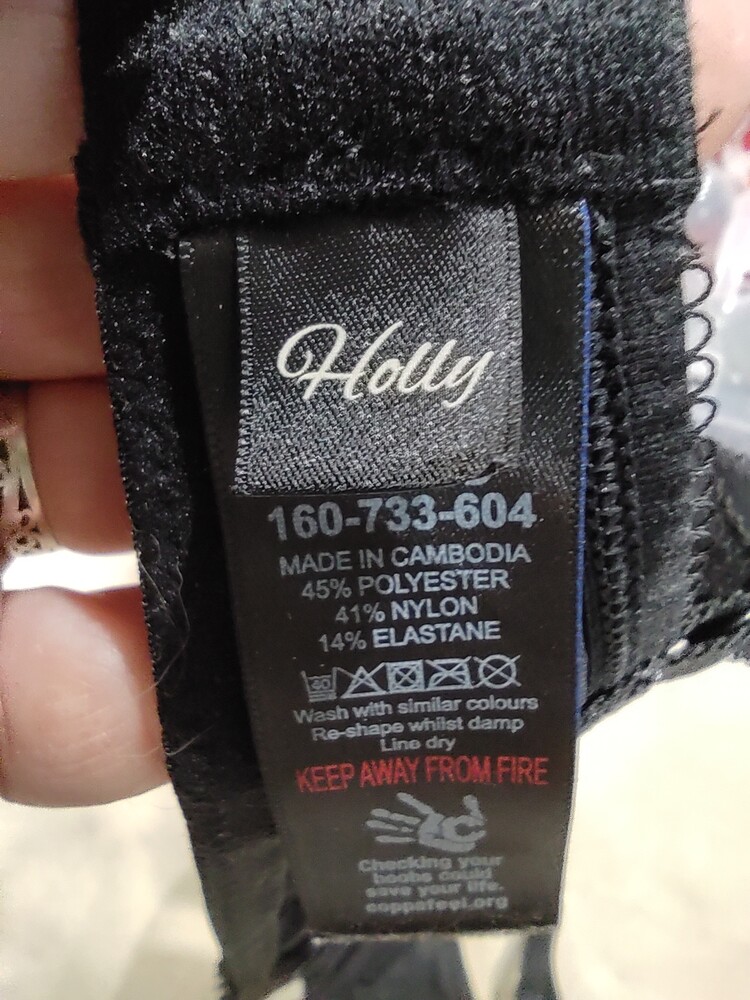 Holly
160-733-604
MADE IN CAMBODIA
45% POLYESTER
41% NYLON
14% ELASTANE
40
Wash with similar colours
Re-shape whilst damp
Line dry
KEEP AWAY FROM FIRE
Checking your
boobs could
save your life.
coppafeel.org